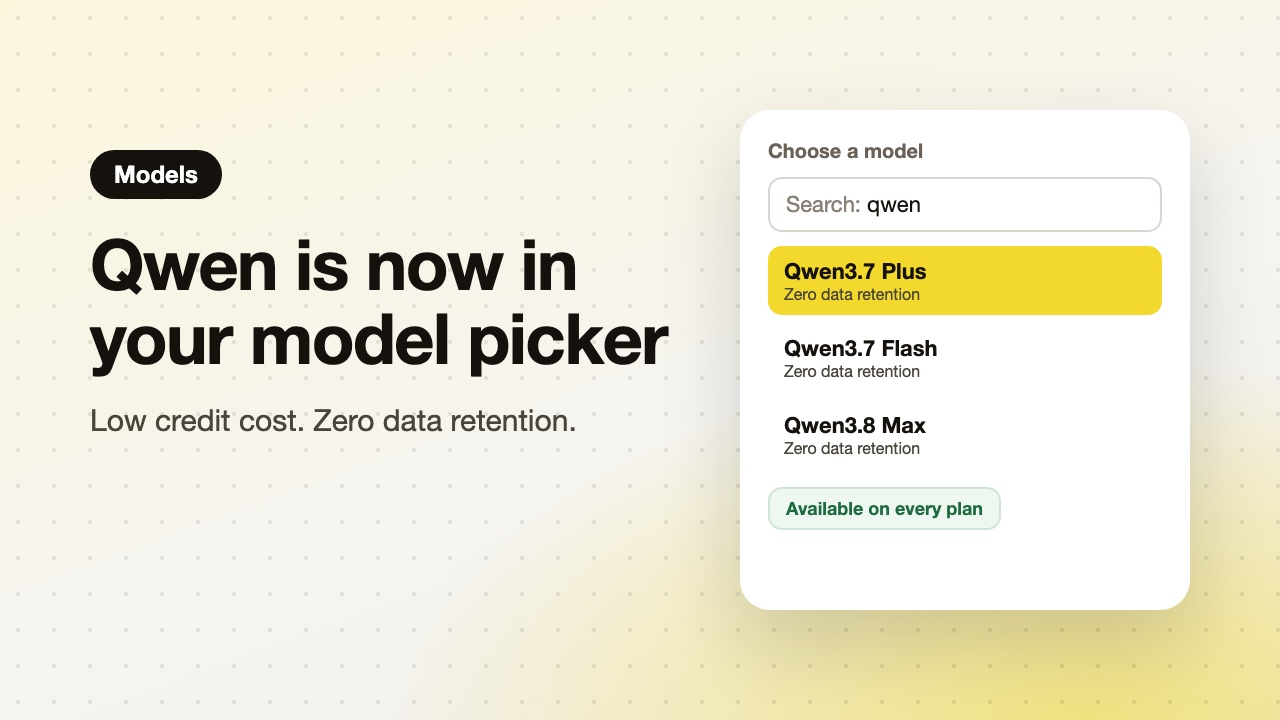 Models
Qwen is now in
your model picker
Low credit cost. Zero data retention.
Choose a model
Search: qwen
Qwen3.7 Plus
Zero data retention
Qwen3.7 Flash
Zero data retention
Qwen3.8 Max
Zero data retention
Available on every plan